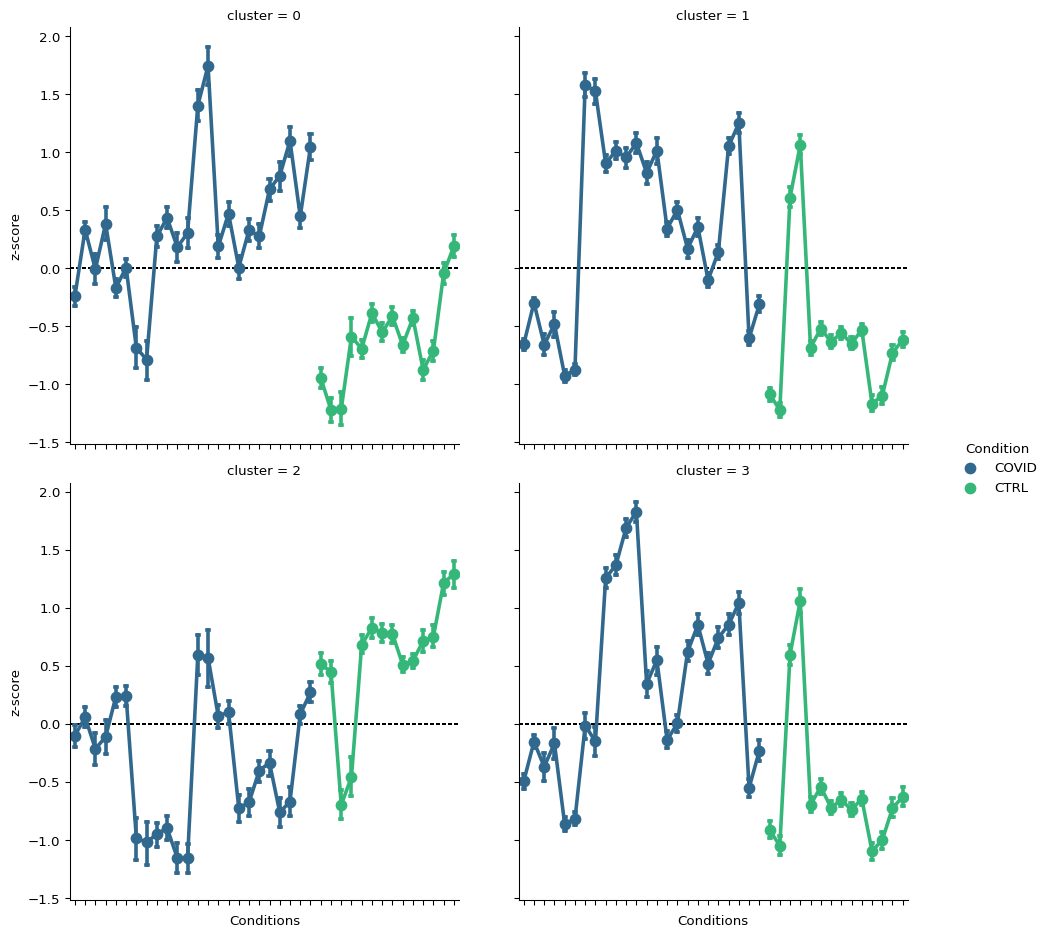 cluster = 0
cluster = 1
z-score
2.0
1.5
1.0
0.5
0.0
−0.5
−1.0
−1.5
Condition
COVID
CTRL
cluster = 2
cluster = 3
z-score
2.0
1.5
1.0
0.5
0.0
−0.5
−1.0
−1.5
Conditions
Conditions